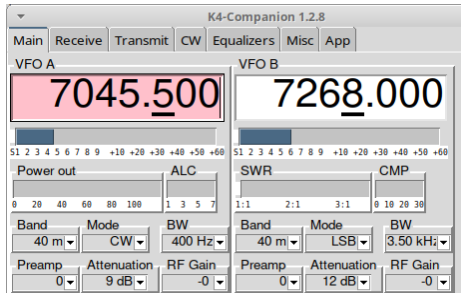 K4-Companion 1.2.8
Main Receive Transmit CW Equalizers Misc App
VFO A VFO B
7045.500 7268.000
S1 2 3 4 5 6 7 8 9 +10 +20 +30 +40 +50 +60 S1 2 3 4 5 6 7 8 9 +10 +20 +30 +40 +50 +60
Power out ALC SWR CMP
0 20 40 60 80 100 1 3 5 7 1:1 2:1 3:1 0 10 20 30
Band Mode BW Band Mode BW
40 m CW 400 Hz 40 m LSB 3.50 kHz
Preamp Attenuation RF Gain Preamp Attenuation RF Gain
0 9 dB -0 0 12 dB -0